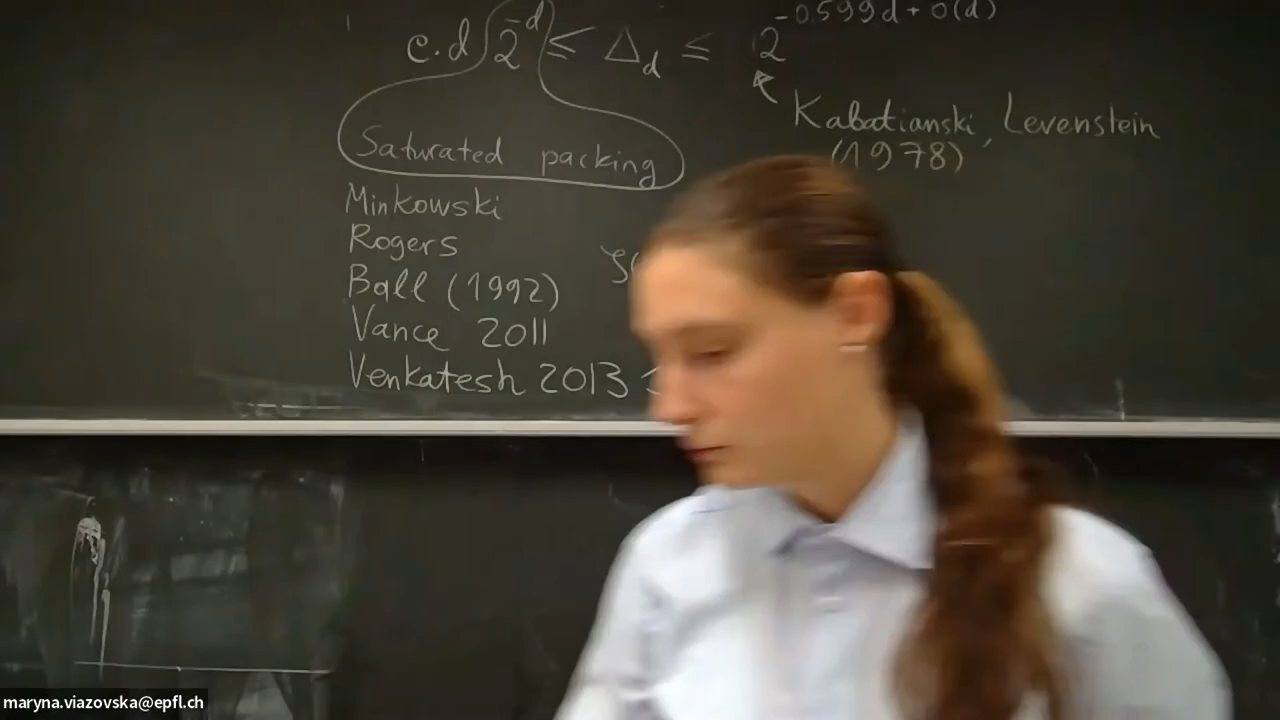 c.d 2^-d ≤ Δ_d ≤ 2^-0.599d + o(d)
Kabatianski, Levenstein
(1978)
Saturated packing
Minkowski
Rogers
Ball (1992)
Vance 2011
Venkatesh 2013
maryna.viazovska@epfl.ch